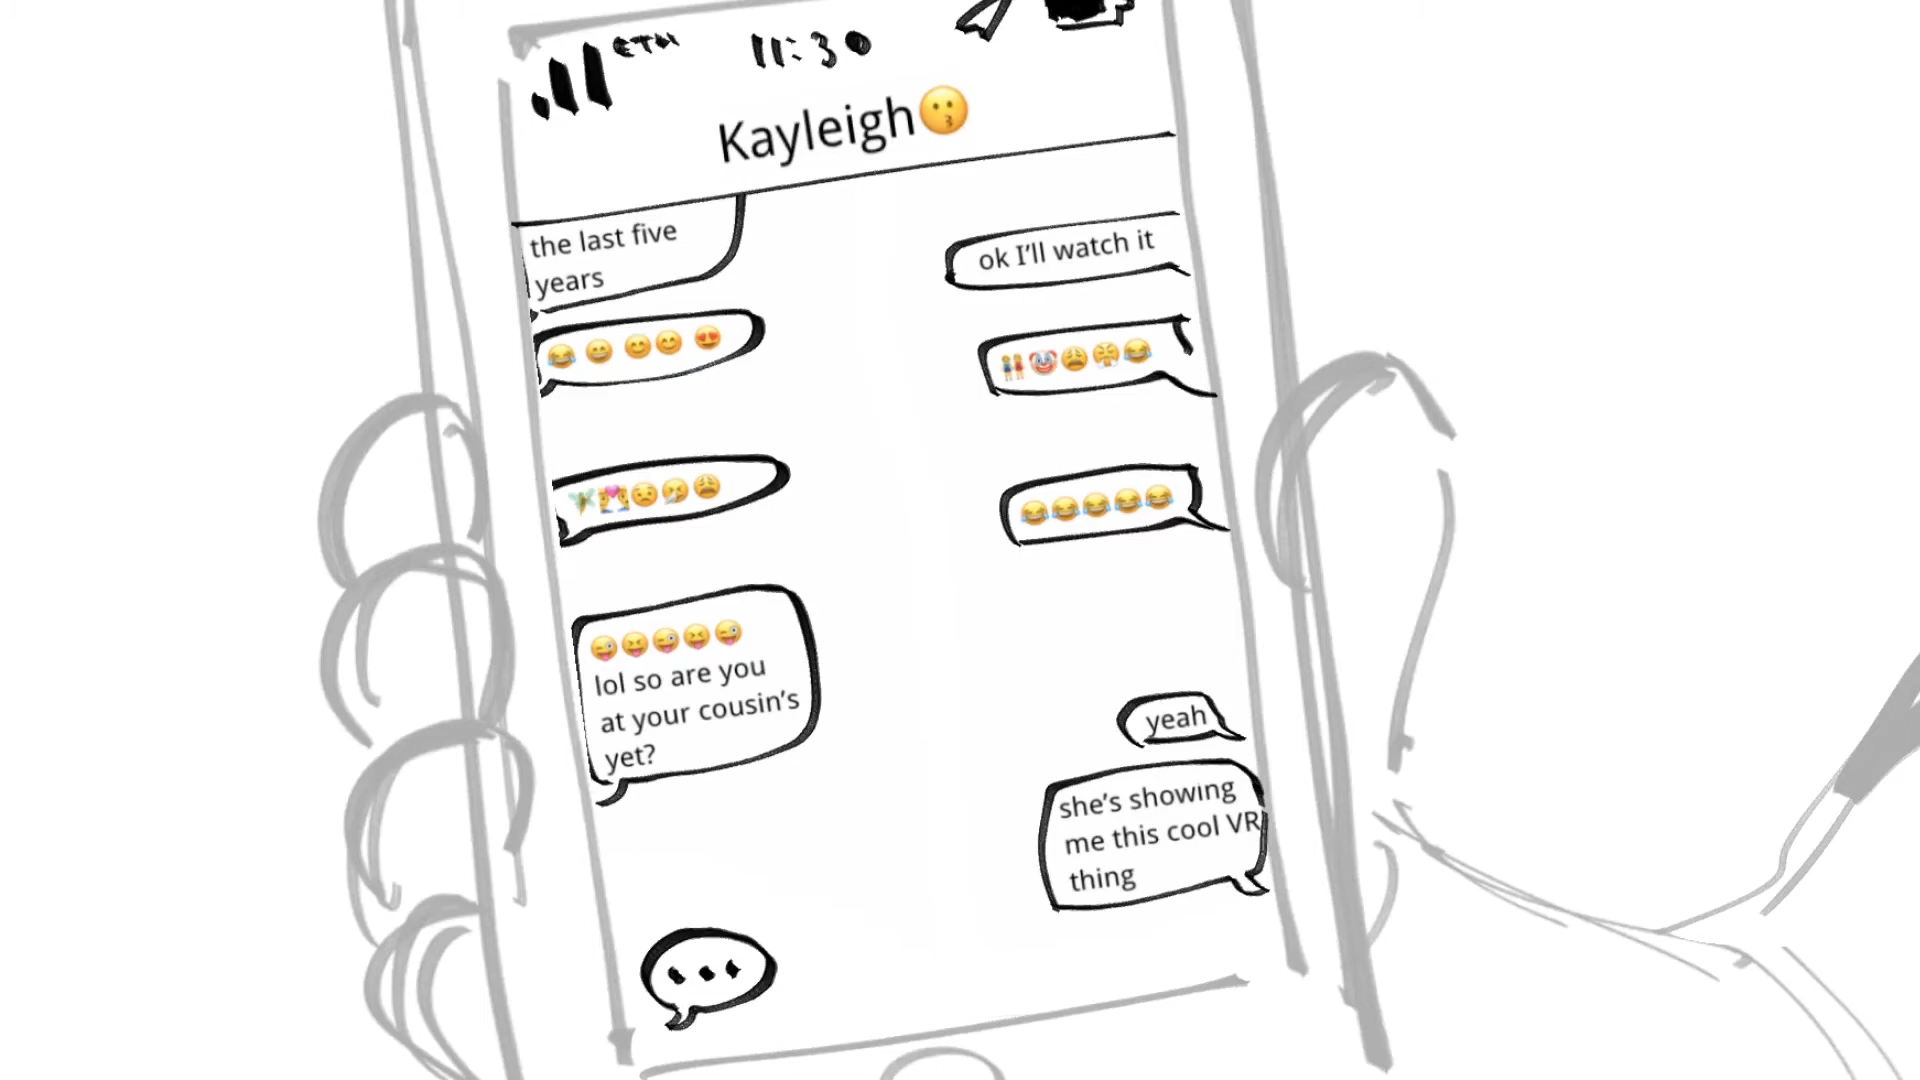 ETH 11:30
Kayleigh😗
the last five
years
ok I'll watch it
😂 😄 😊 😊 😍
👫🤡😩😤😂
🧚💑😟🤧😩
😂😂😂😂😂
😜😝😜😝😜
lol so are you
at your cousin's
yet?
yeah
she's showing
me this cool VR
thing
...